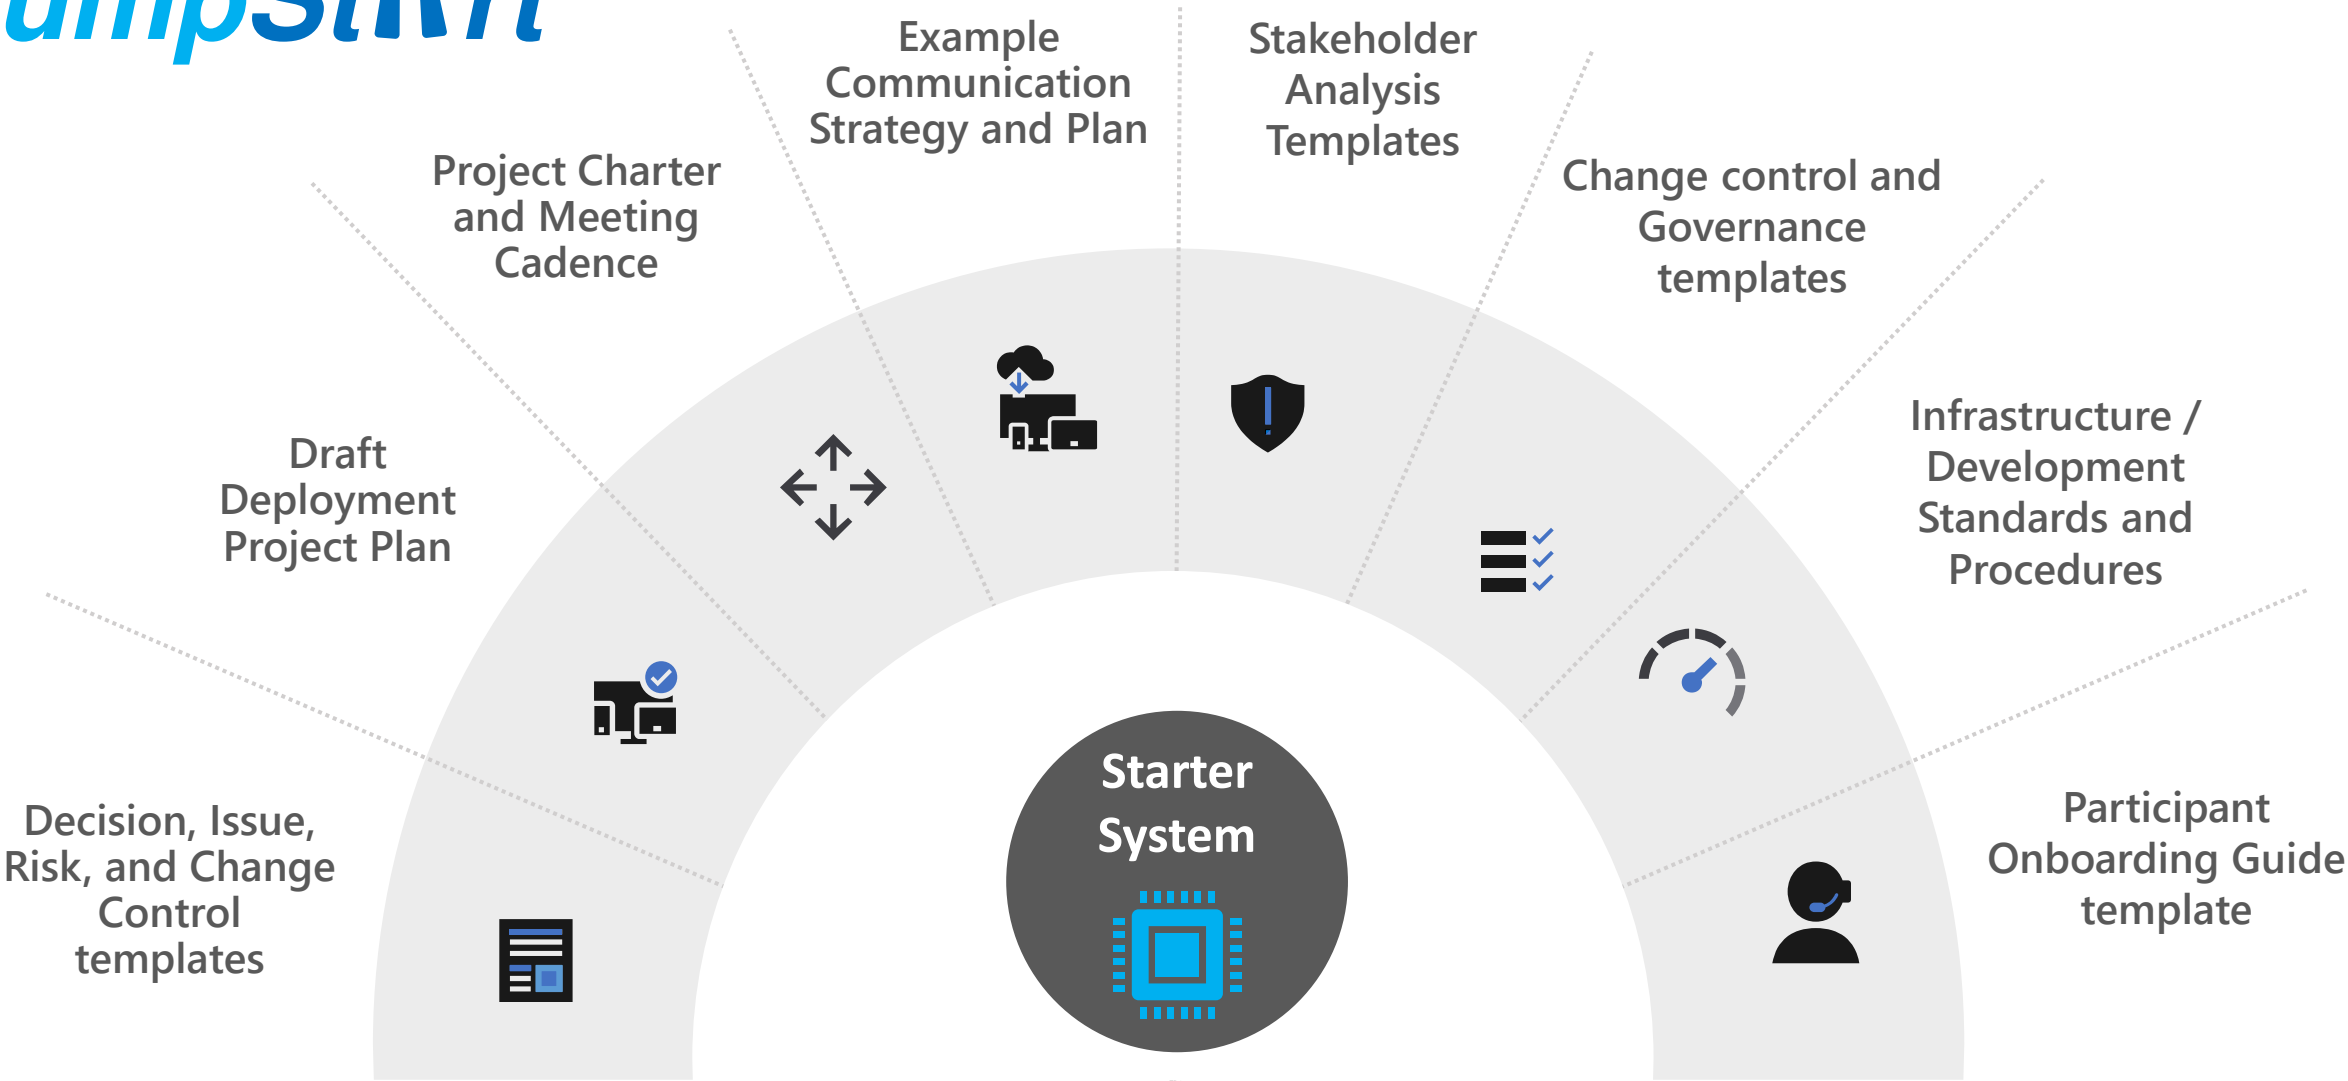 umpStart
Example
Communication
Strategy and Plan
Stakeholder
Analysis
Templates
Project Charter
and Meeting
Cadence
Change control and
Governance
templates
Draft
Deployment
Project Plan
Infrastructure /
Development
Standards and
Procedures
Decision, Issue,
Risk, and Change
Control
templates
Starter
System
Participant
Onboarding Guide
template